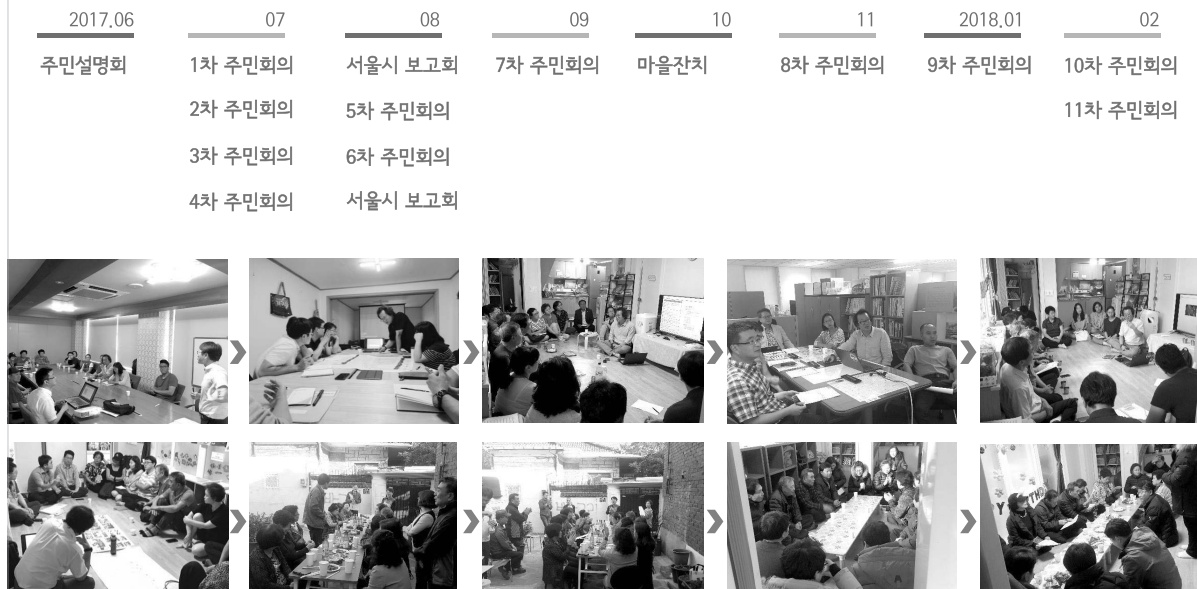 2017.06 07 08 09 10 11 2018.01 02
주민설명회 1차 주민회의 서울시 보고회 7차 주민회의 마을잔치 8차 주민회의 9차 주민회의 10차 주민회의
2차 주민회의 5차 주민회의 11차 주민회의
3차 주민회의 6차 주민회의
4차 주민회의 서울시 보고회